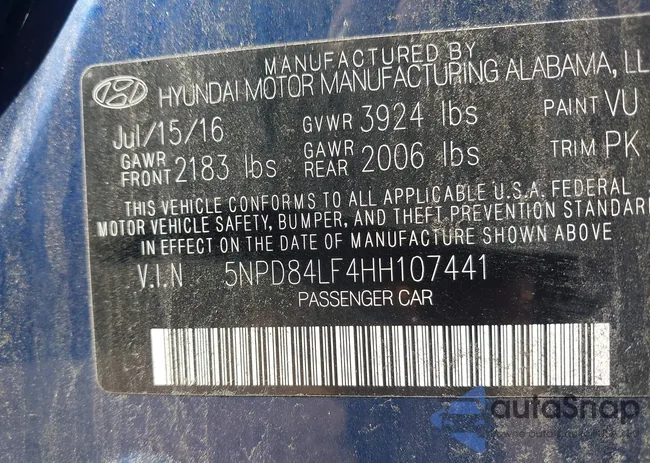 MANUFACTURED BY
HYUNDAI MOTOR MANUFACTURING ALABAMA, LL
Jul/15/16 GVWR 3924 lbs PAINT VU
GAWR FRONT 2183 lbs GAWR REAR 2006 lbs TRIM PK
THIS VEHICLE CONFORMS TO ALL APPLICABLE U.S.A. FEDERAL
MOTOR VEHICLE SAFETY, BUMPER, AND THEFT PREVENTION STANDAR
IN EFFECT ON THE DATE OF MANUFACTURE SHOWN ABOVE
V.I.N 5NPD84LF4HH107441
PASSENGER CAR
autoSnap